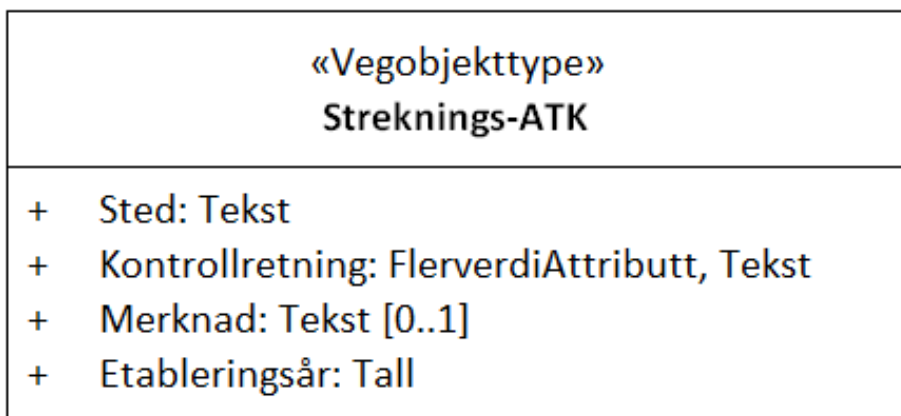 «Vegobjekttype»
Streknings-ATK
+ Sted: Tekst
+ Kontrollretning: FlerverdiAttributt, Tekst
+ Merknad: Tekst [0..1]
+ Etableringsår: Tall